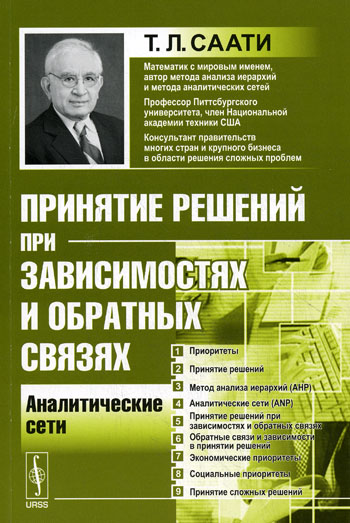 Т. Л. СААТИ
Математик с мировым именем,
автор метода анализа иерархий
и метода аналитических сетей
Профессор Питтсбургского
университета, член Национальной
академии техники США
Консультант правительств
многих стран и крупного бизнеса
в области решения сложных проблем
ПРИНЯТИЕ РЕШЕНИЙ
ПРИ
ЗАВИСИМОСТЯХ
И ОБРАТНЫХ
СВЯЗЯХ
Аналитические
сети
1 Приоритеты
2 Принятие решений
3 Метод анализа иерархий (AHP)
4 Аналитические сети (ANP)
5 Принятие решений при
зависимостях и обратных связях
6 Обратные связи и зависимости
в принятии решений
7 Экономические приоритеты
8 Социальные приоритеты
9 Принятие сложных решений
URSS